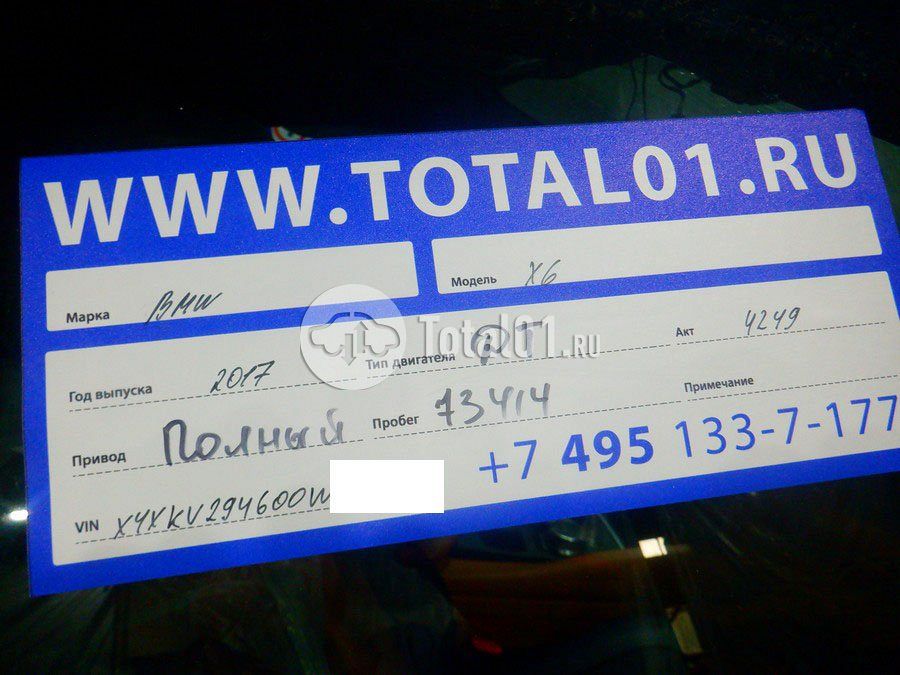 WWW.TOTAL01.RU
Марка BMW Модель X6
Total01.RU
Год выпуска 2017 Тип двигателя Акт 4249
Привод Полный Пробег 73414 Примечание
+7 495 133-7-177
VIN X4XKV294600W